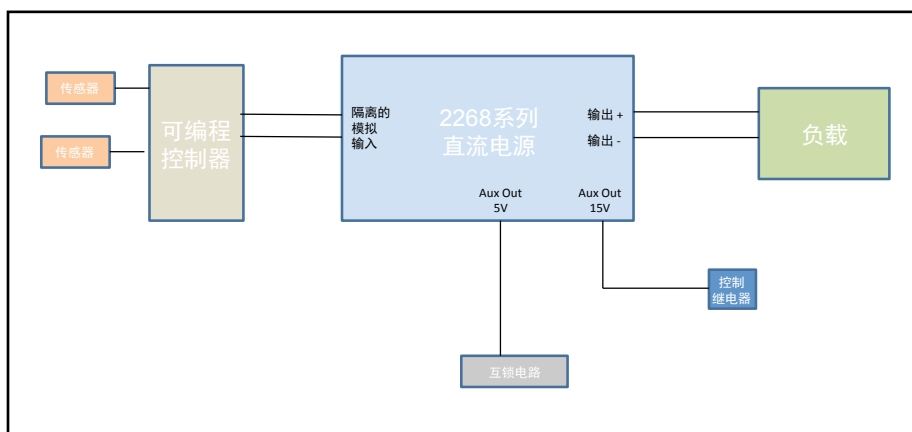 传感器
传感器
可编程
控制器
隔离的
模拟
输入
2268系列
直流电源
输出 +
输出 -
Aux Out
5V
Aux Out
15V
负载
控制
继电器
互锁电路